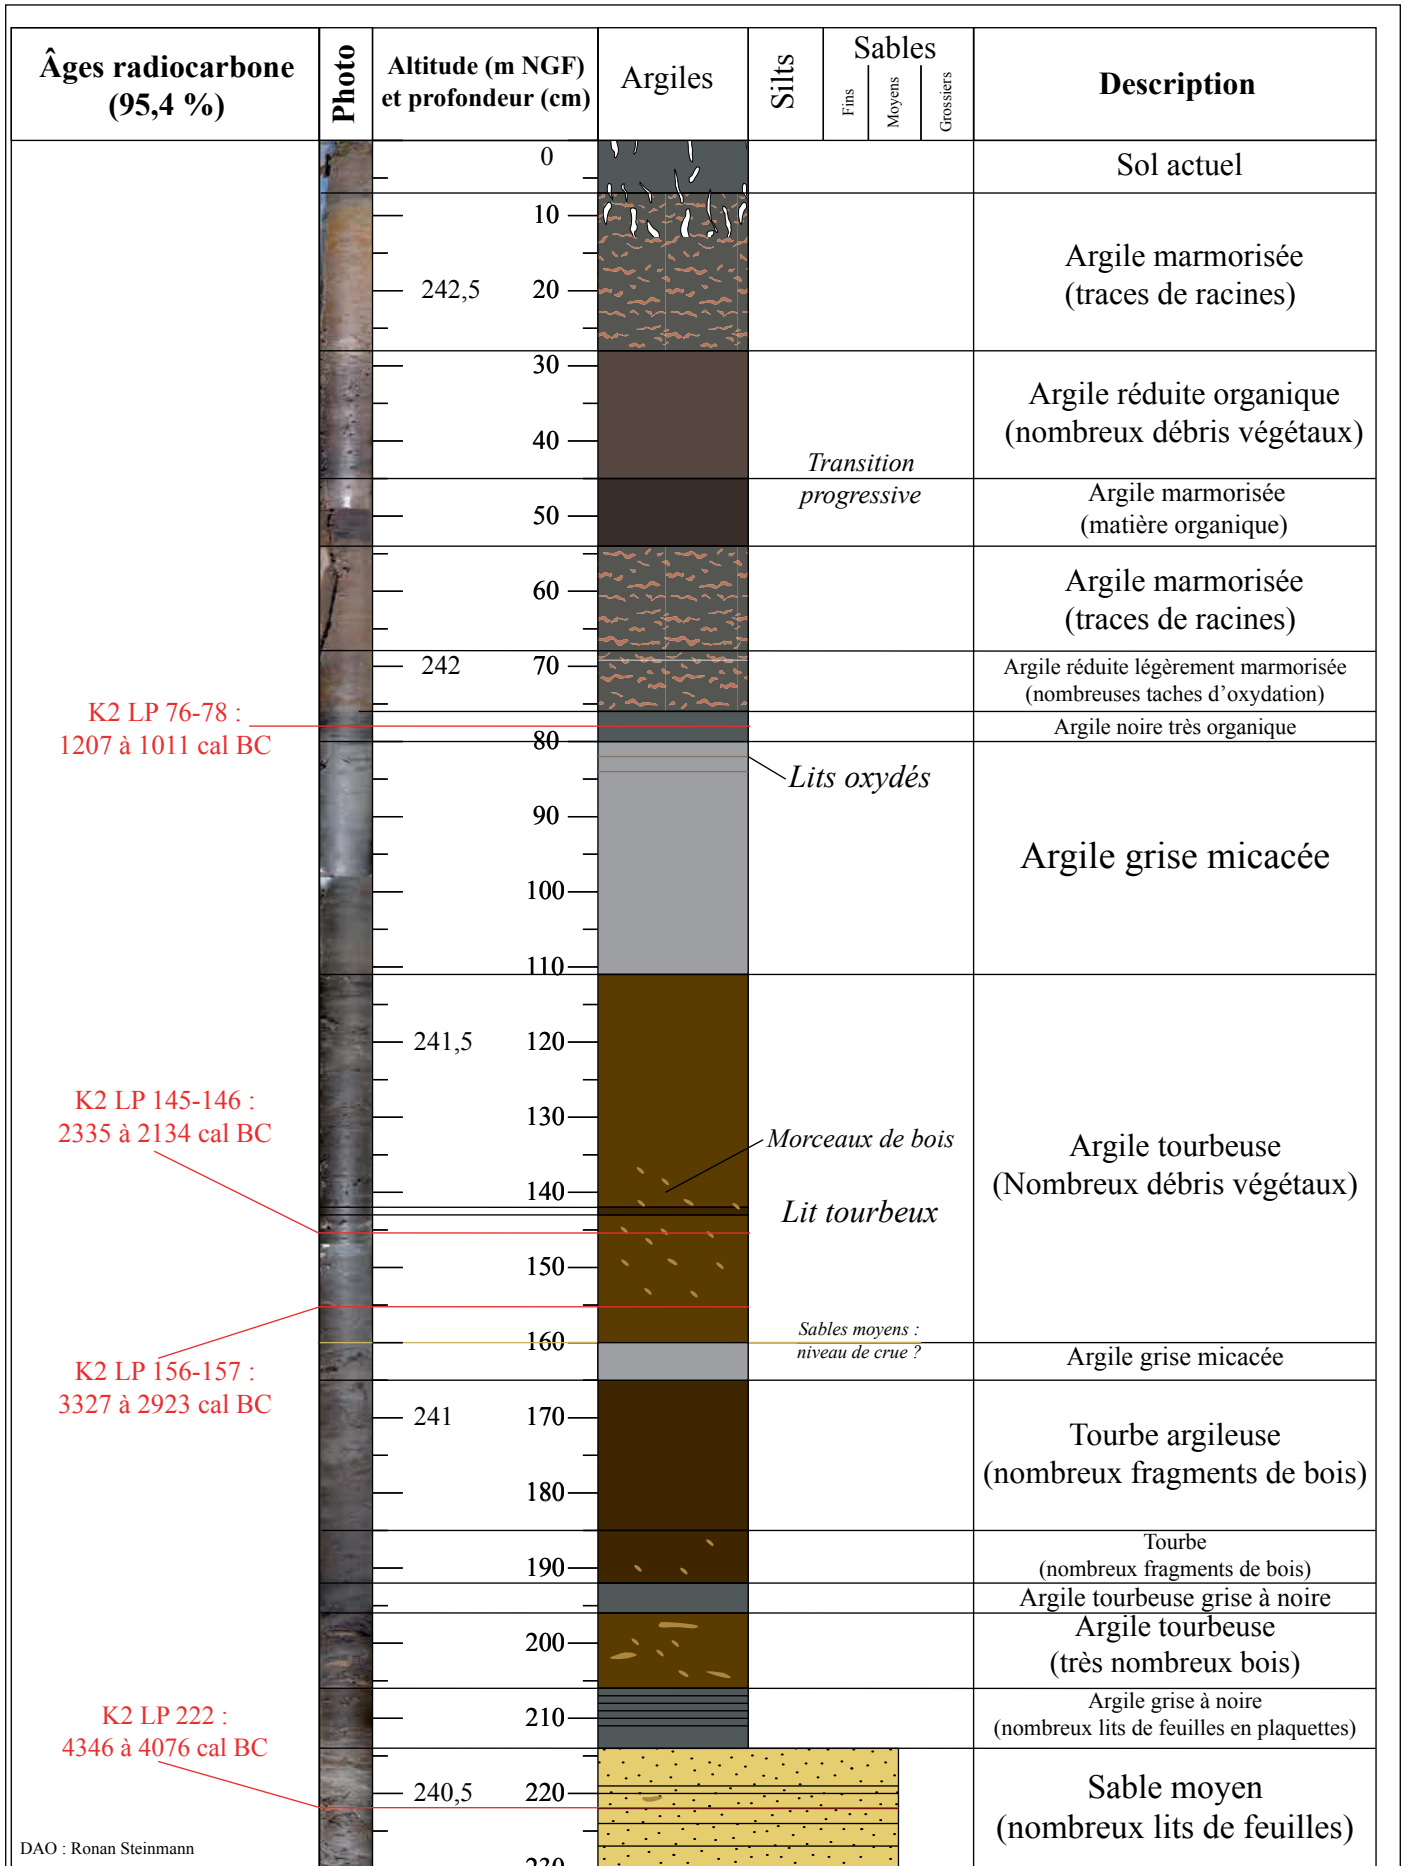 Âges radiocarbone
(95,4 %)
Photo
Altitude (m NGF)
et profondeur (cm)
Argiles
Silts
Sables
Fins
Moyens
Grossiers
Description
0
Sol actuel
10
Argile marmorisée
(traces de racines)
242,5 20
30
Argile réduite organique
(nombreux débris végétaux)
40
Transition
progressive
Argile marmorisée
(matière organique)
50
Argile marmorisée
(traces de racines)
60
242 70
Argile réduite légèrement marmorisée
(nombreuses taches d’oxydation)
K2 LP 76-78 :
1207 à 1011 cal BC
Argile noire très organique
80
Lits oxydés
90
Argile grise micacée
100
110
241,5 120
K2 LP 145-146 :
2335 à 2134 cal BC
130
Morceaux de bois
Argile tourbeuse
(Nombreux débris végétaux)
140
Lit tourbeux
150
Sables moyens :
niveau de crue ?
160
Argile grise micacée
K2 LP 156-157 :
3327 à 2923 cal BC
241 170
Tourbe argileuse
(nombreux fragments de bois)
180
Tourbe
(nombreux fragments de bois)
190
Argile tourbeuse grise à noire
Argile tourbeuse
(très nombreux bois)
200
Argile grise à noire
(nombreux lits de feuilles en plaquettes)
210
K2 LP 222 :
4346 à 4076 cal BC
240,5 220
Sable moyen
(nombreux lits de feuilles)
DAO : Ronan Steinmann
230